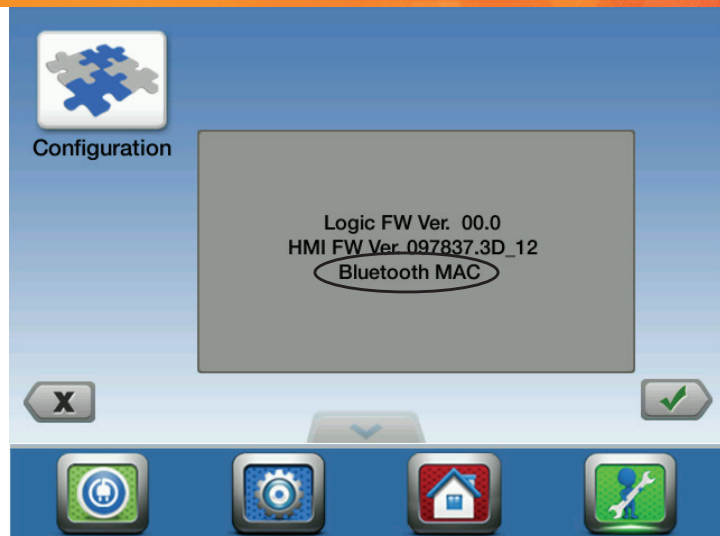 Configuration
Logic FW Ver. 00.0
HMI FW Ver. 097837.3D_12
Bluetooth MAC
X